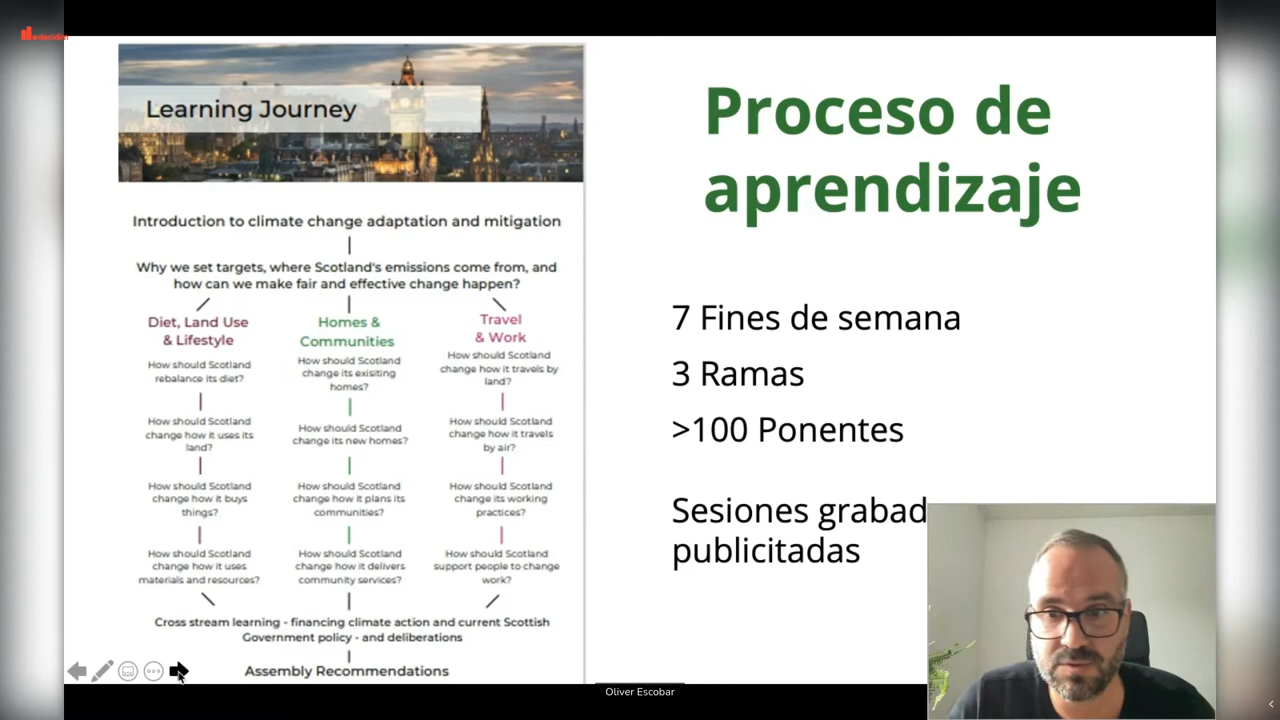 decidim
Learning Journey
Introduction to climate change adaptation and mitigation
Why we set targets, where Scotland's emissions come from, and
how can we make fair and effective change happen?
Diet, Land Use
& Lifestyle
How should Scotland
rebalance its diet?
How should Scotland
change how it uses its
land?
How should Scotland
change how it buys
things?
How should Scotland
change how it uses
materials and resources?
Homes &
Communities
How should Scotland
change its exisiting
homes?
How should Scotland
change its new homes?
How should Scotland
change how it plans its
communities?
How should Scotland
change how it delivers
community services?
Travel
& Work
How should Scotland
change how it travels by
land?
How should Scotland
change how it travels
by air?
How should Scotland
change its working
practices?
How should Scotland
support people to change
work?
Cross stream learning - financing climate action and current Scottish
Government policy - and deliberations
Assembly Recommendations
Proceso de
aprendizaje
7 Fines de semana
3 Ramas
>100 Ponentes
Sesiones grabad
publicitadas
Oliver Escobar